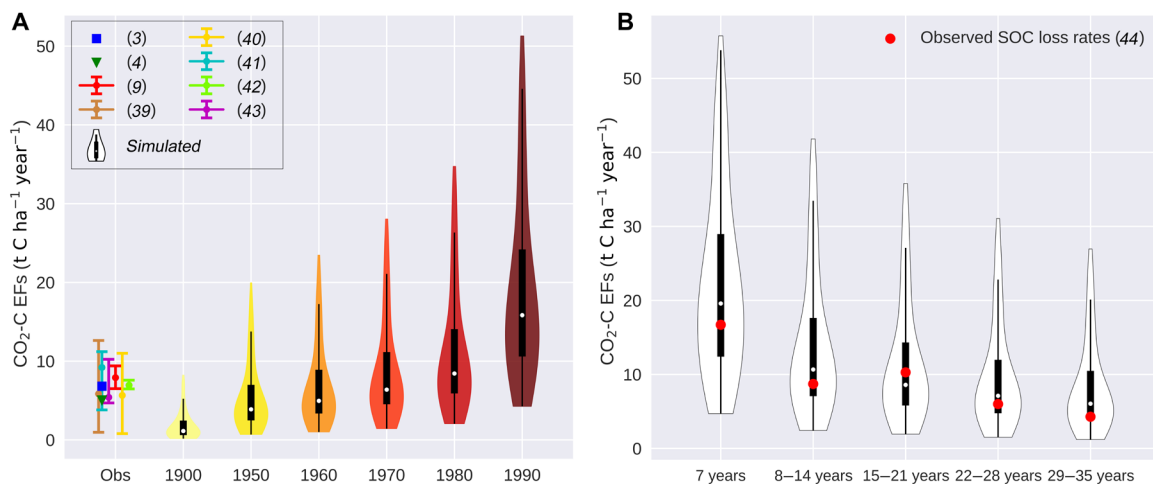 A
50
40
30
20
10
0
CO₂-C EFs (t C ha⁻¹ year⁻¹)
(3)
(4)
(9)
(39)
(40)
(41)
(42)
(43)
Simulated
Obs 1900 1950 1960 1970 1980 1990
B
50
40
30
20
10
0
CO₂-C EFs (t C ha⁻¹ year⁻¹)
Observed SOC loss rates (44)
7 years 8–14 years 15–21 years 22–28 years 29–35 years